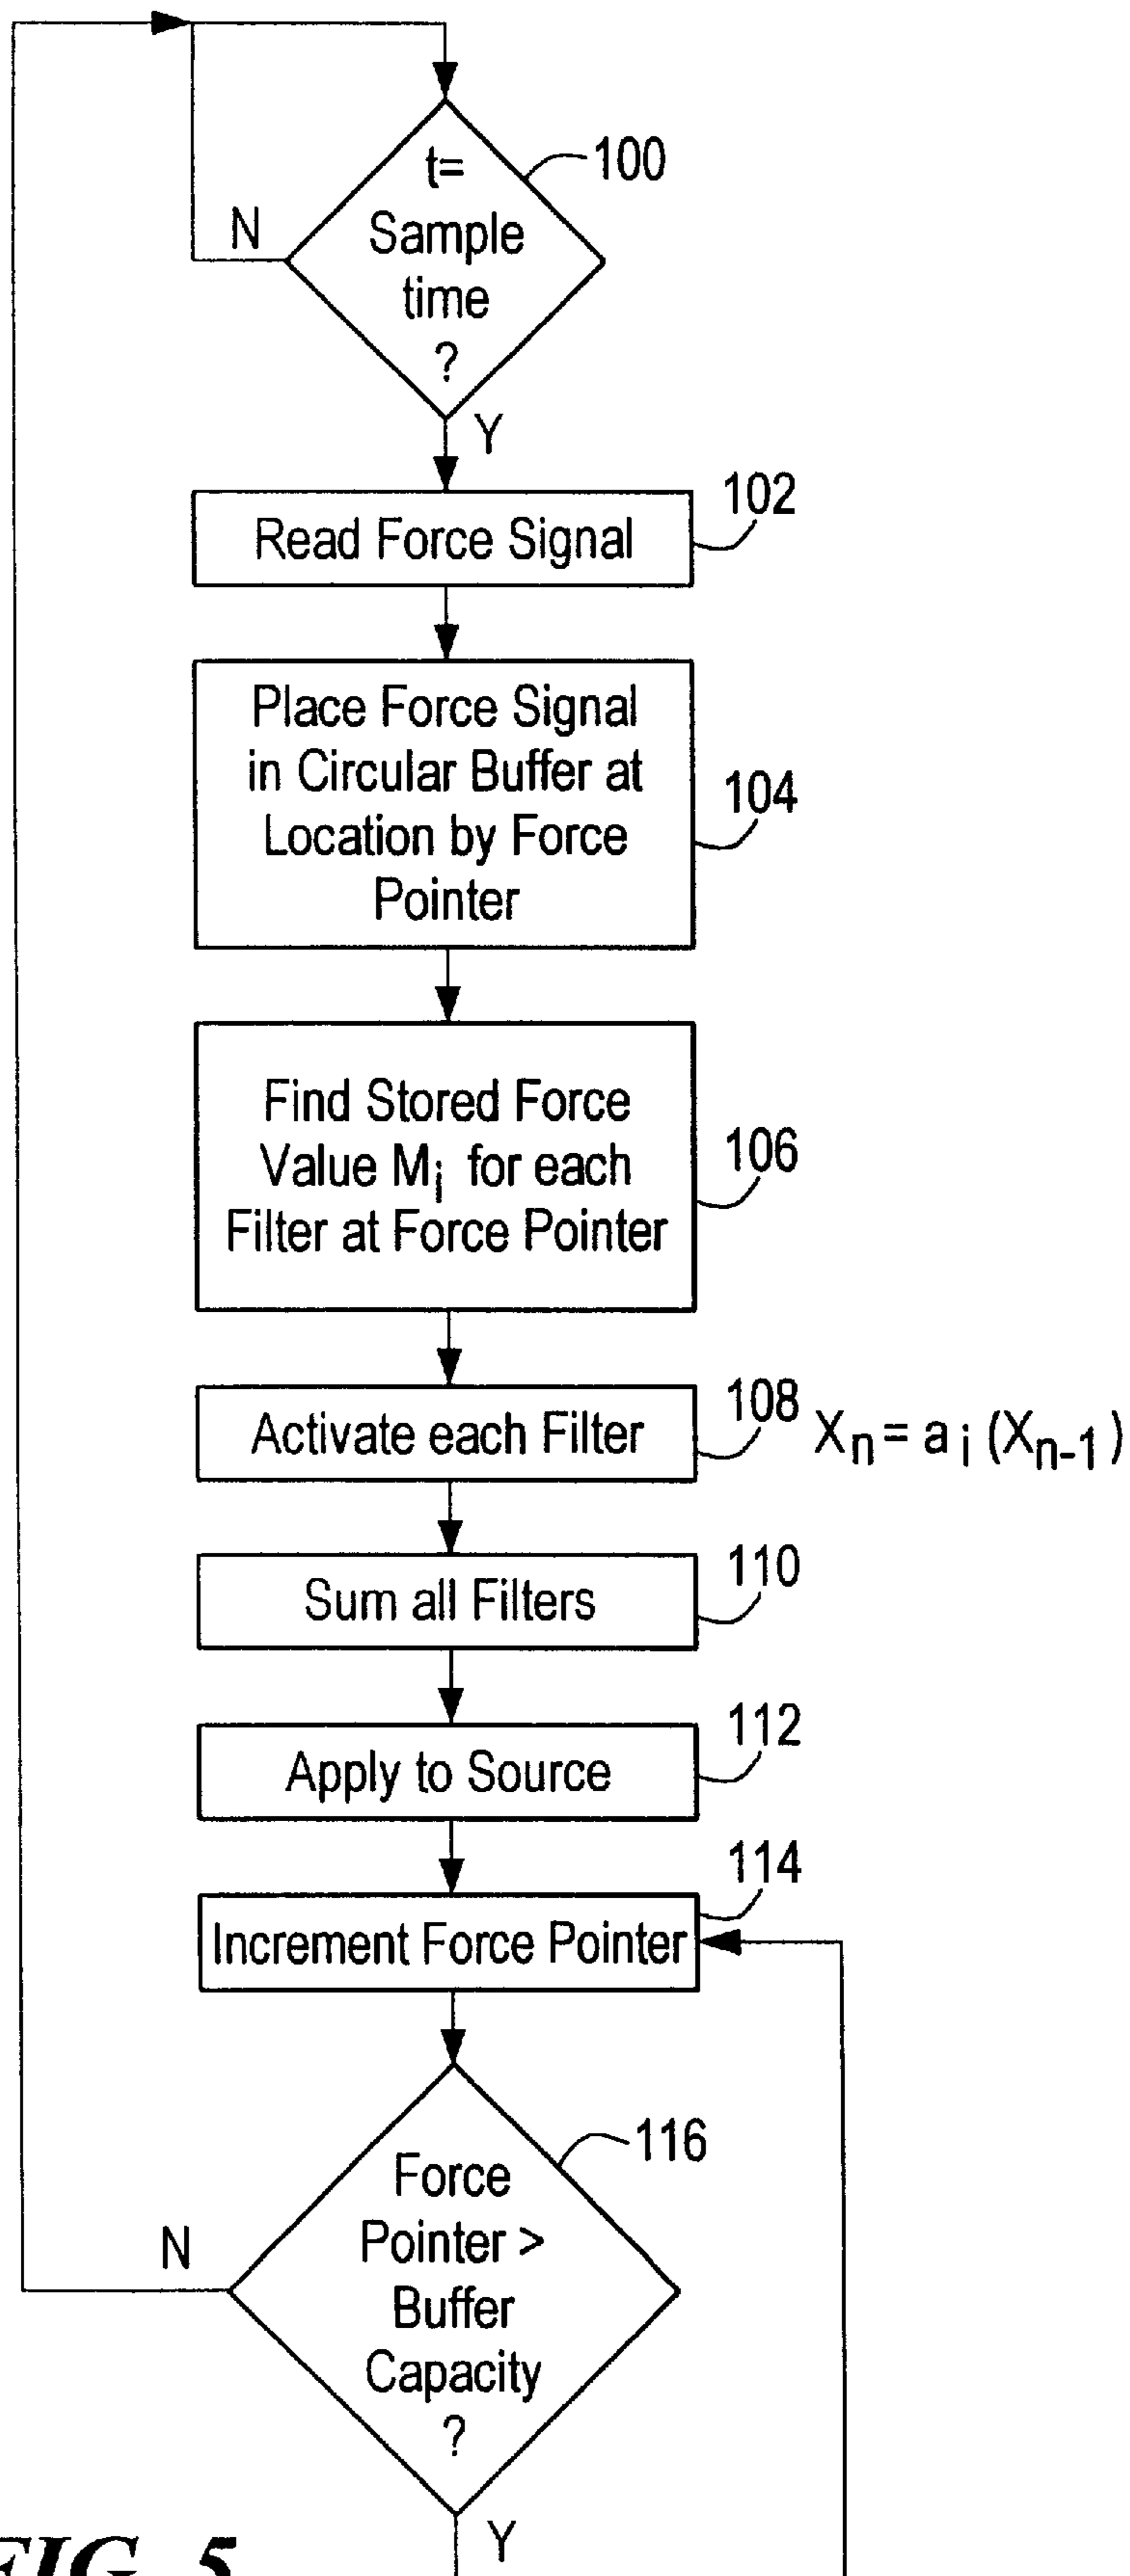 t=
Sample
time
?
100
N
Y
Read Force Signal
102
Place Force Signal
in Circular Buffer at
Location by Force
Pointer
104
Find Stored Force
Value Mi for each
Filter at Force Pointer
106
Activate each Filter
108
Xn = ai (Xn-1)
Sum all Filters
110
Apply to Source
112
Increment Force Pointer
114
Force
Pointer >
Buffer
Capacity
?
116
N
Y
FIG. 5